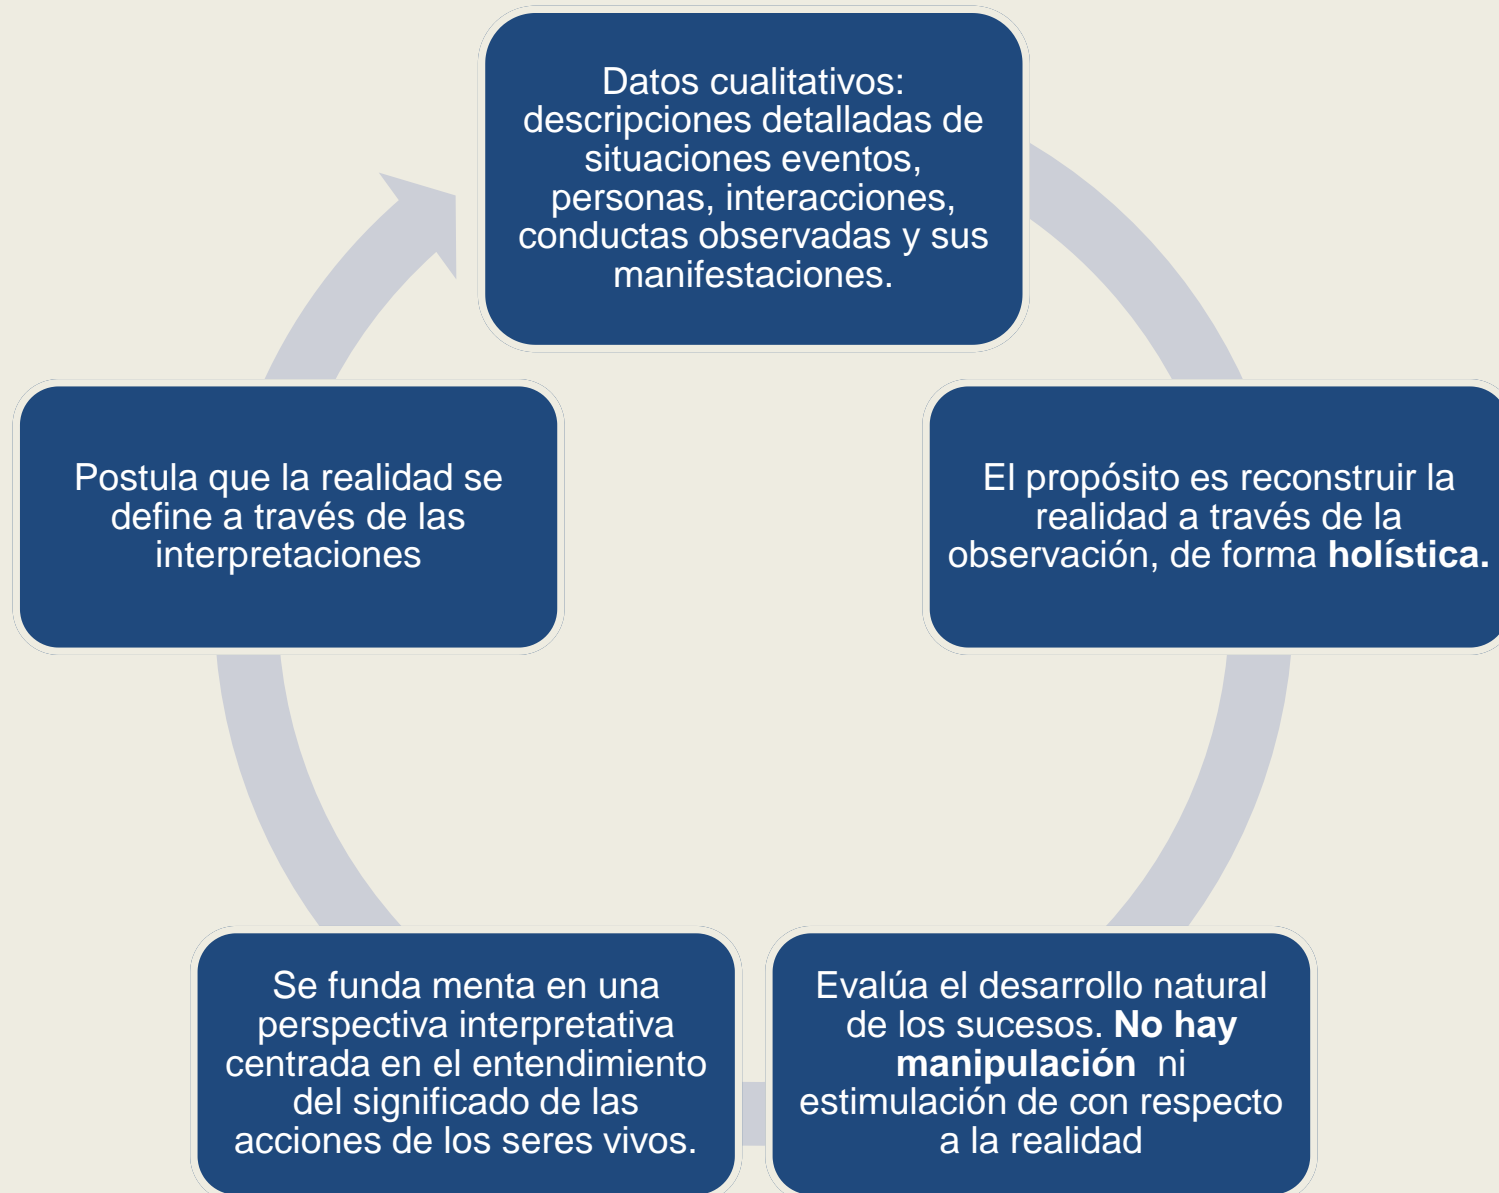 Datos cualitativos:
descripciones detalladas de
situaciones eventos,
personas, interacciones,
conductas observadas y sus
manifestaciones.
El propósito es reconstruir la
realidad a través de la
observación, de forma holística.
Evalúa el desarrollo natural
de los sucesos. No hay
manipulación  ni
estimulación de con respecto
a la realidad
Se funda menta en una
perspectiva interpretativa
centrada en el entendimiento
del significado de las
acciones de los seres vivos.
Postula que la realidad se
define a través de las
interpretaciones